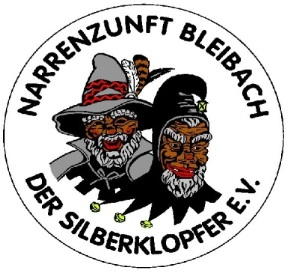 NARRENZUNFT BLEIBACH
DER SILBERKLOPFER E.V.